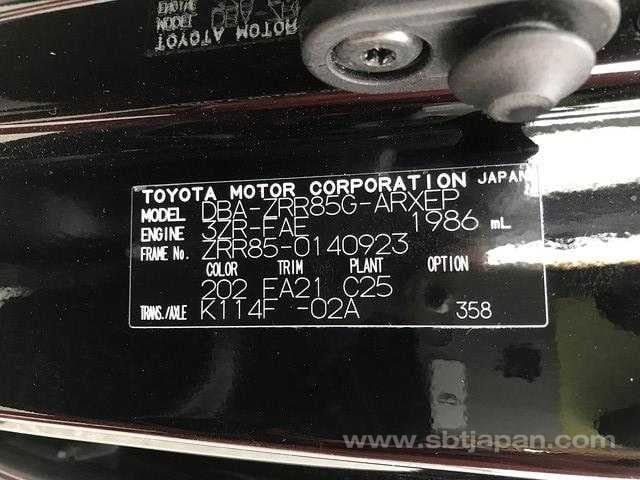 TOYOTA MOTOR CORPORATION JAPAN
MODEL DBA-ZRR85G-ARXEP
ENGINE 3ZR-FAE 1986 mL
FRAME No. ZRR85-0140923
COLOR TRIM PLANT OPTION
202 FA21 C25
TRANS./AXLE K114F -02A 358
www.sbtjapan.com